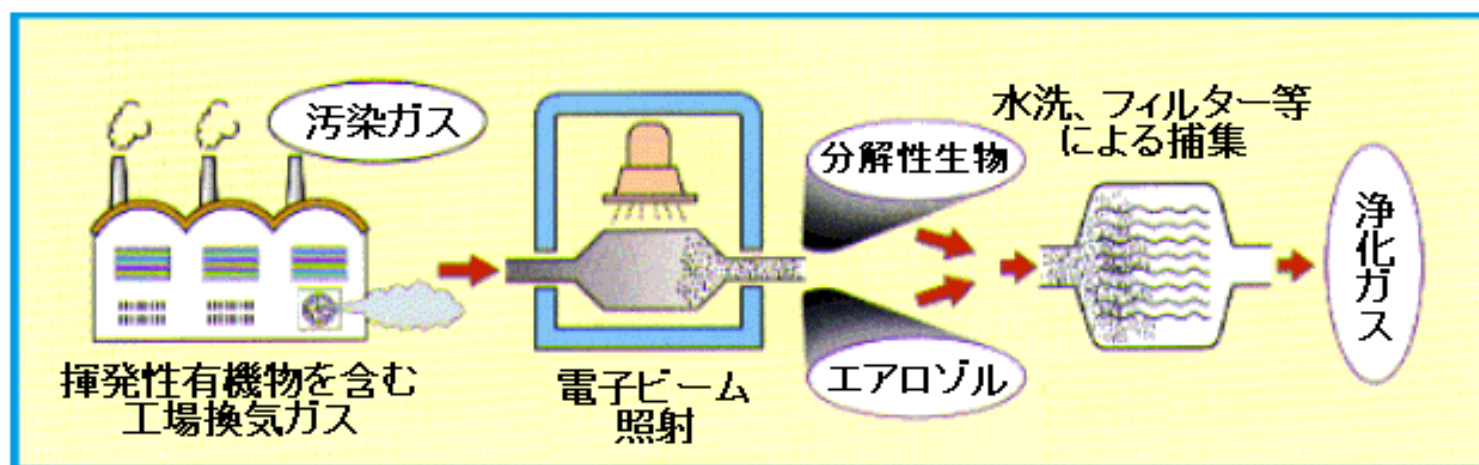 汚染ガス
揮発性有機物を含む
工場換気ガス
電子ビーム
照射
分解性生物
エアロゾル
水洗、フィルター等
による捕集
浄化ガス